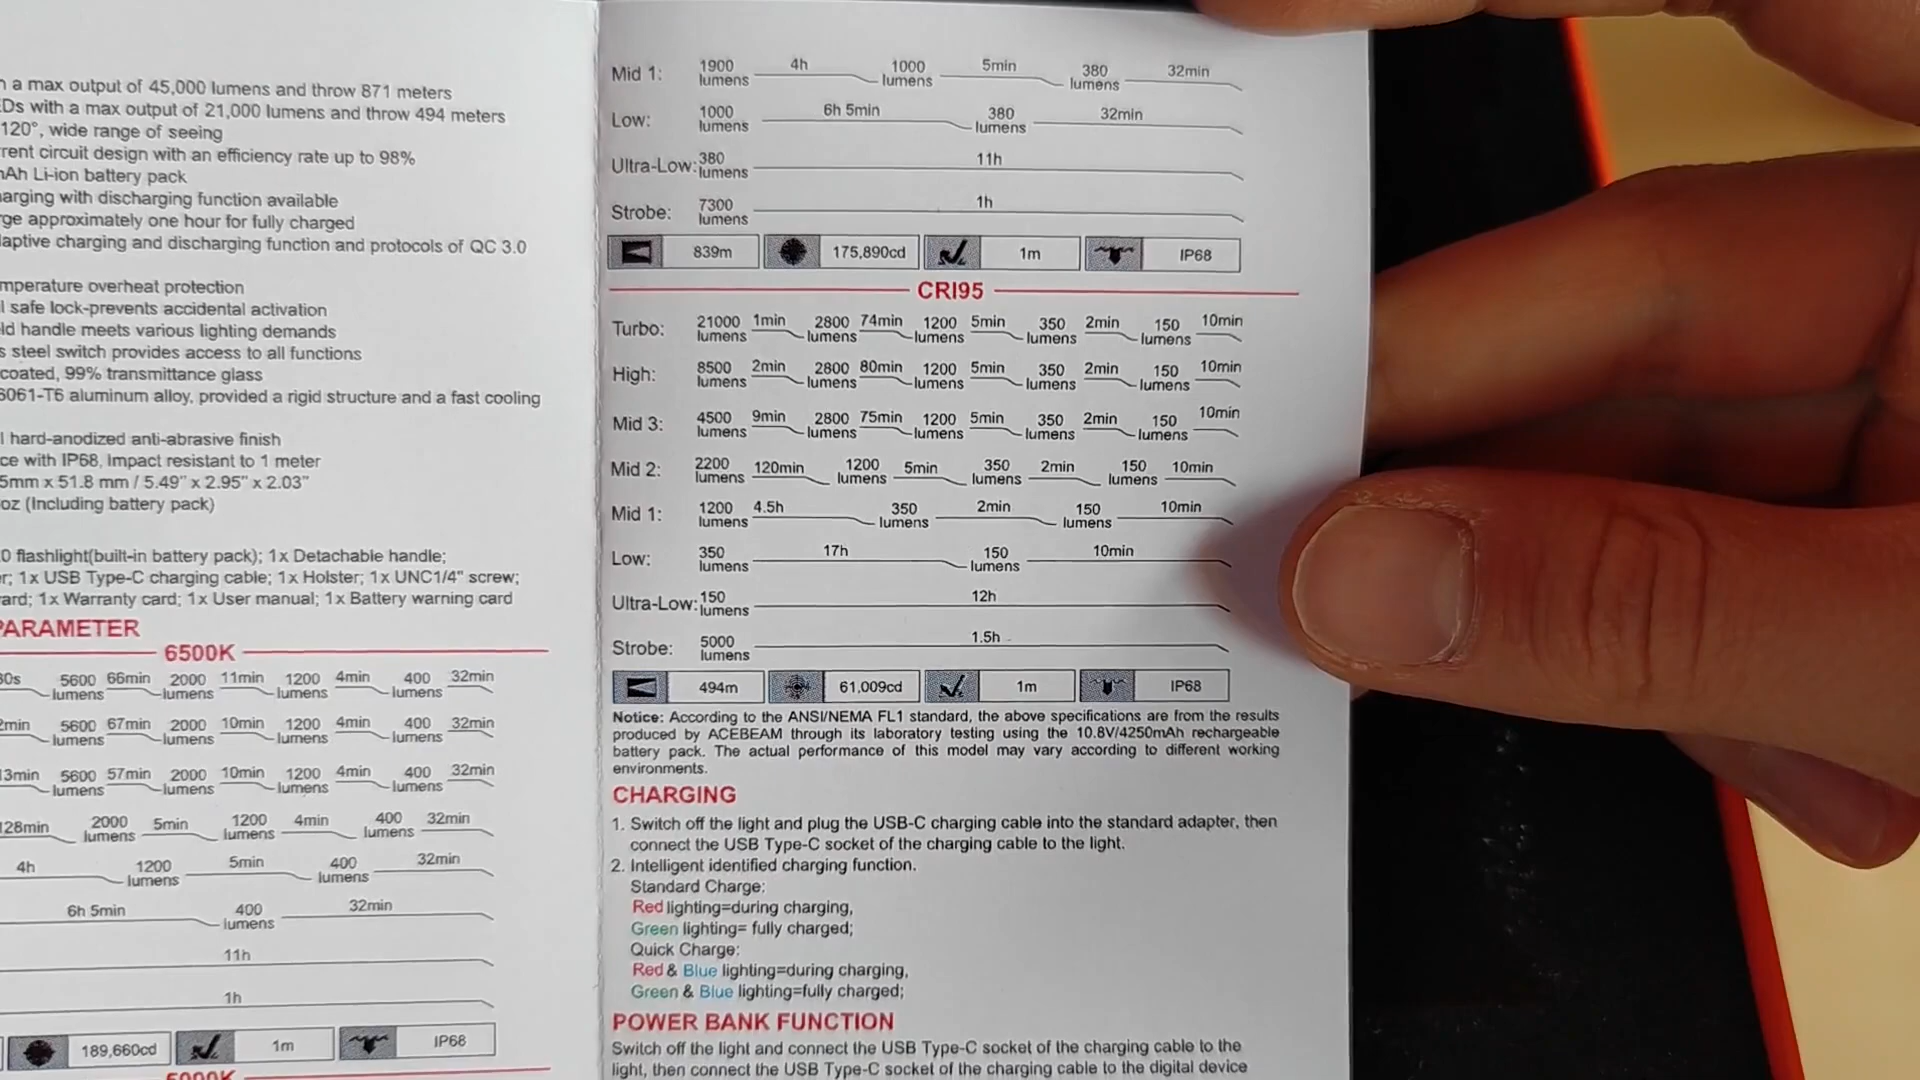 a max output of 45,000 lumens and throw 871 meters
with a max output of 21,000 lumens and throw 494 meters
120°, wide range of seeing
circuit design with an efficiency rate up to 98%
Li-ion battery pack
with discharging function available
approximately one hour for fully charged
charging and discharging function and protocols of QC 3.0
overheat protection
safe lock-prevents accidental activation
handle meets various lighting demands
steel switch provides access to all functions
coated, 99% transmittance glass
6061-T6 aluminum alloy, provided a rigid structure and a fast cooling
hard-anodized anti-abrasive finish
with IP68, Impact resistant to 1 meter
x 51.8 mm / 5.49" x 2.95" x 2.03"
oz (Including battery pack)
flashlight(built-in battery pack); 1x Detachable handle;
1x USB Type-C charging cable; 1x Holster; 1x UNC1/4" screw;
1x Warranty card; 1x User manual; 1x Battery warning card
PARAMETER
6500K
5600 lumens 66min 2000 lumens 11min 1200 lumens 4min 400 lumens 32min
2min 5600 lumens 67min 2000 lumens 10min 1200 lumens 4min 400 lumens 32min
13min 5600 lumens 57min 2000 lumens 10min 1200 lumens 4min 400 lumens 32min
128min 2000 lumens 5min 1200 lumens 4min 400 lumens 32min
4h 1200 lumens 5min 400 lumens 32min
6h 5min 400 lumens 32min
11h
1h
189,660cd 1m IP68
5000K
Mid 1: 1900 lumens 4h 1000 lumens 5min 380 lumens 32min
Low: 1000 lumens 6h 5min 380 lumens 32min
Ultra-Low: 380 lumens 11h
Strobe: 7300 lumens 1h
839m 175,890cd 1m IP68
CRI95
Turbo: 21000 lumens 1min 2800 lumens 74min 1200 lumens 5min 350 lumens 2min 150 lumens 10min
High: 8500 lumens 2min 2800 lumens 80min 1200 lumens 5min 350 lumens 2min 150 lumens 10min
Mid 3: 4500 lumens 9min 2800 lumens 75min 1200 lumens 5min 350 lumens 2min 150 lumens 10min
Mid 2: 2200 lumens 120min 1200 lumens 5min 350 lumens 2min 150 lumens 10min
Mid 1: 1200 lumens 4.5h 350 lumens 2min 150 lumens 10min
Low: 350 lumens 17h 150 lumens 10min
Ultra-Low: 150 lumens 12h
Strobe: 5000 lumens 1.5h
494m 61,009cd 1m IP68
Notice: According to the ANSI/NEMA FL1 standard, the above specifications are from the results
produced by ACEBEAM through its laboratory testing using the 10.8V/4250mAh rechargeable
battery pack. The actual performance of this model may vary according to different working
environments.
CHARGING
1. Switch off the light and plug the USB-C charging cable into the standard adapter, then
connect the USB Type-C socket of the charging cable to the light.
2. Intelligent identified charging function.
Standard Charge:
Red lighting=during charging,
Green lighting= fully charged;
Quick Charge:
Red & Blue lighting=during charging,
Green & Blue lighting=fully charged;
POWER BANK FUNCTION
Switch off the light and connect the USB Type-C socket of the charging cable to the
light, then connect the USB Type-C socket of the charging cable to the digital device